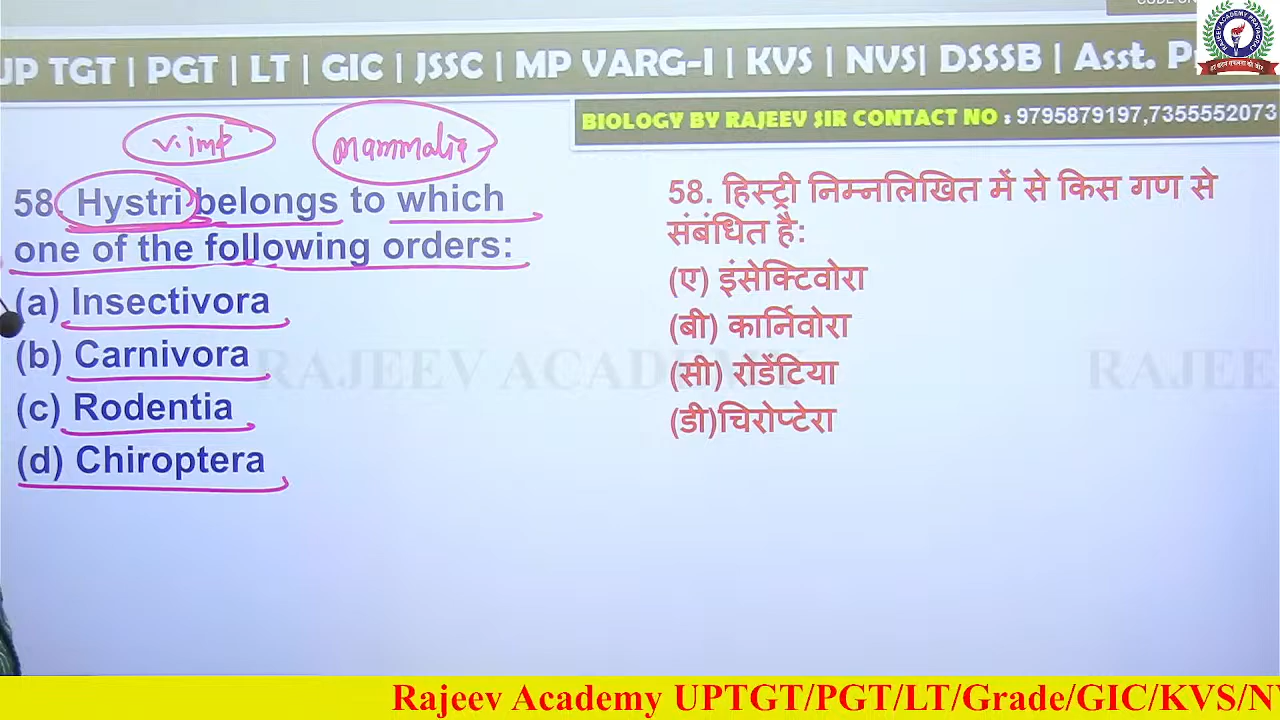 UP TGT | PGT | LT | GIC | JSSC | MP VARG-I | KVS | NVS| DSSSB | Asst. Pr
BIOLOGY BY RAJEEV SIR CONTACT NO : 9795879197,7355552073
v. imp
mammalia
58. Hystri belongs to which
one of the following orders:
(a) Insectivora
(b) Carnivora
(c) Rodentia
(d) Chiroptera
58. हिस्ट्री निम्नलिखित में से किस गण से
संबंधित है:
(ए) इंसेक्टिवोरा
(बी) कार्निवोरा
(सी) रोडेंटिया
(डी)चिरोप्टेरा
RAJEEV ACADEMY
RAJEE
Rajeev Academy UPTGT/PGT/LT/Grade/GIC/KVS/N